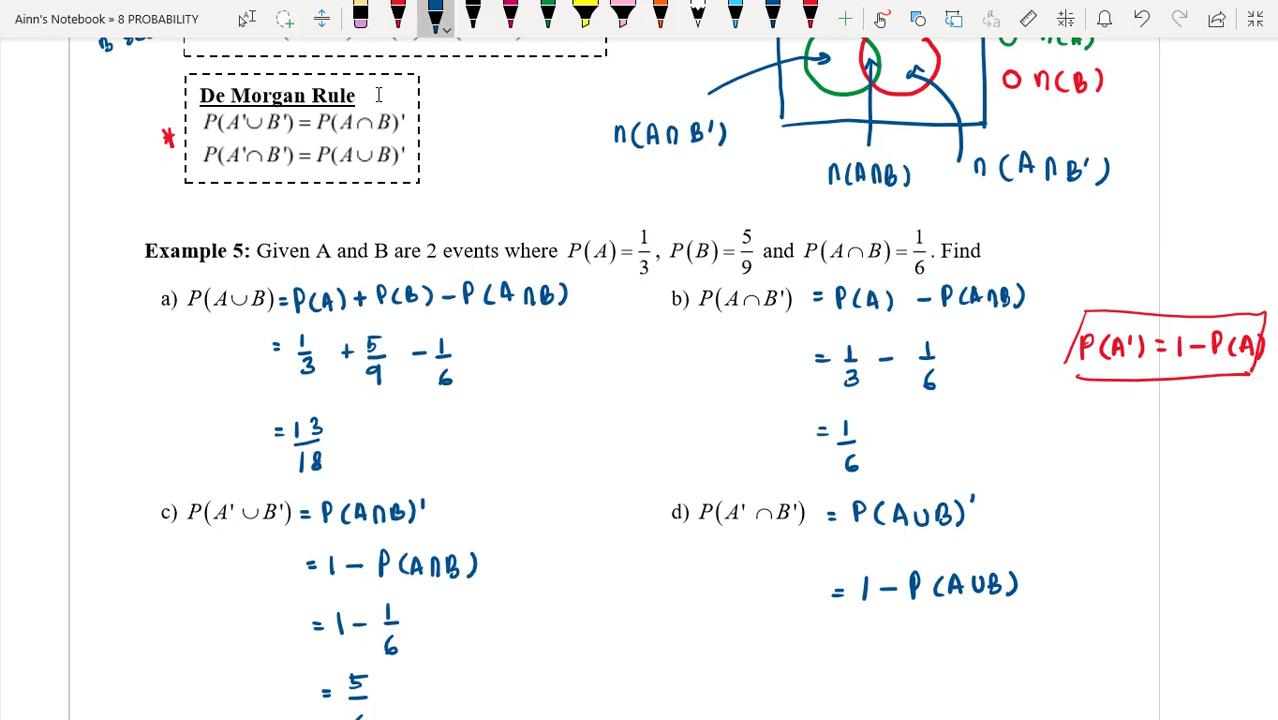 Ainn's Notebook » 8 PROBABILITY
B
n(B)
De Morgan Rule
* P(A'∪B') = P(A∩B)'
P(A'∩B') = P(A∪B)'
n(A∩B')
n(A∩B)
n(A∩B')
Example 5: Given A and B are 2 events where P(A) = 1/3, P(B) = 5/9 and P(A∩B) = 1/6. Find
a) P(A∪B) = P(A) + P(B) - P(A∩B)
= 1/3 + 5/9 - 1/6
= 13/18
b) P(A∩B') = P(A) - P(A∩B)
= 1/3 - 1/6
= 1/6
P(A') = 1 - P(A)
c) P(A'∪B') = P(A∩B)'
= 1 - P(A∩B)
= 1 - 1/6
= 5/
d) P(A'∩B') = P(A∪B)'
= 1 - P(A∪B)